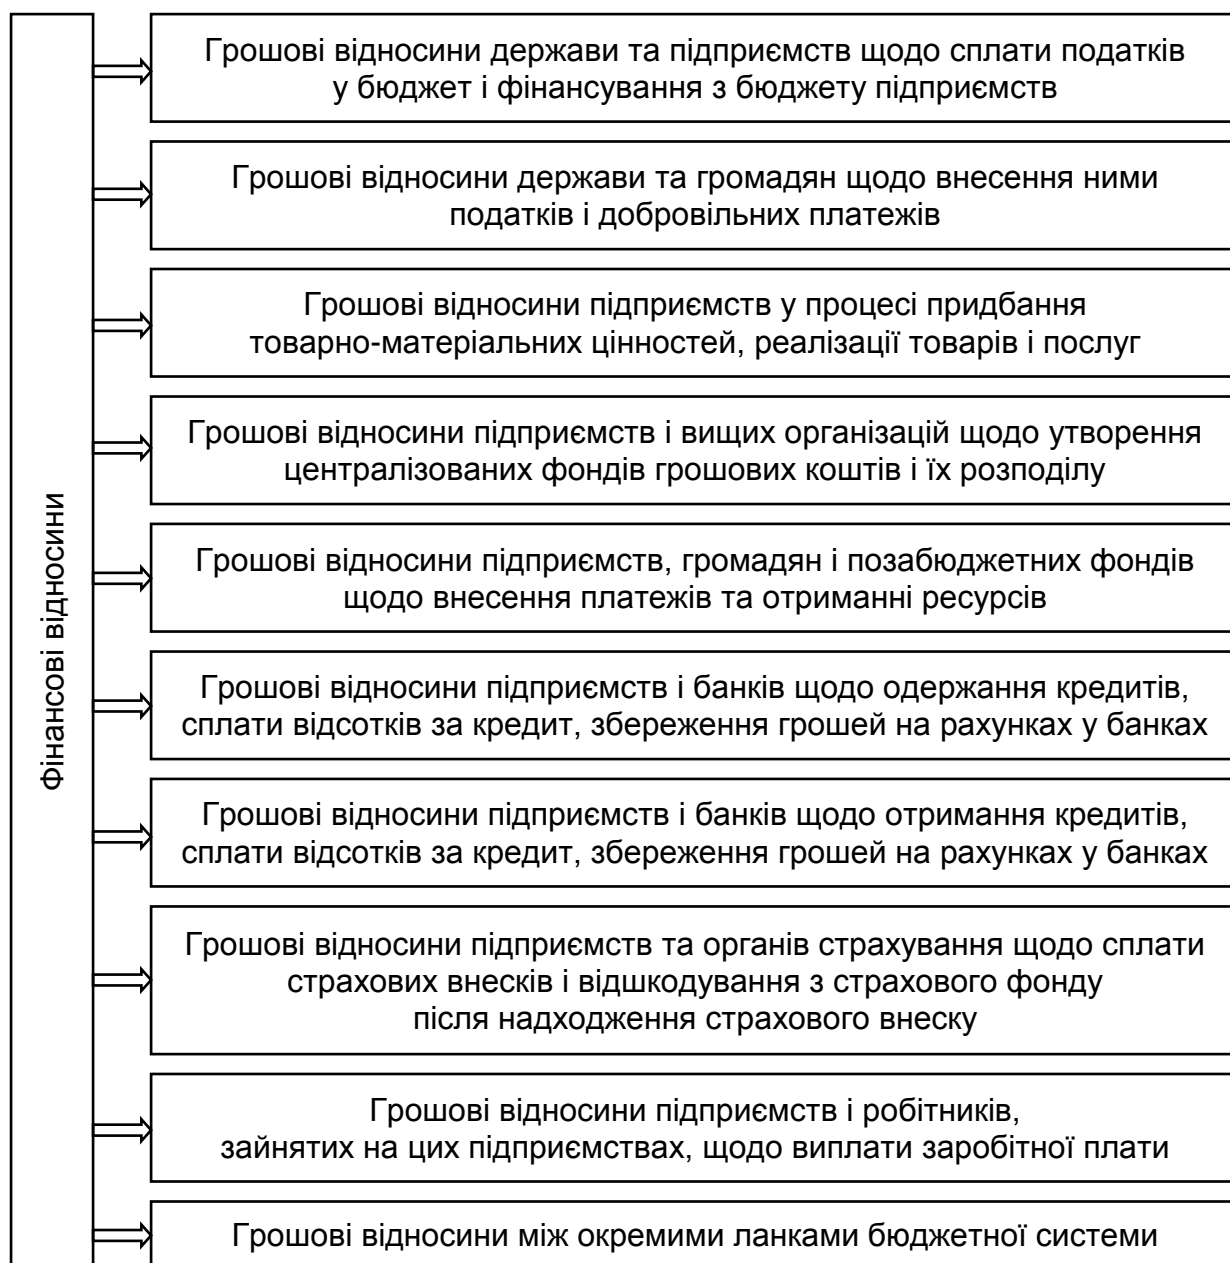 Фінансові відносини
Грошові відносини держави та підприємств щодо сплати податків
у бюджет і фінансування з бюджету підприємств
Грошові відносини держави та громадян щодо внесення ними
податків і добровільних платежів
Грошові відносини підприємств у процесі придбання
товарно-матеріальних цінностей, реалізації товарів і послуг
Грошові відносини підприємств і вищих організацій щодо утворення
централізованих фондів грошових коштів і їх розподілу
Грошові відносини підприємств, громадян і позабюджетних фондів
щодо внесення платежів та отриманні ресурсів
Грошові відносини підприємств і банків щодо одержання кредитів,
сплати відсотків за кредит, збереження грошей на рахунках у банках
Грошові відносини підприємств і банків щодо отримання кредитів,
сплати відсотків за кредит, збереження грошей на рахунках у банках
Грошові відносини підприємств та органів страхування щодо сплати
страхових внесків і відшкодування з страхового фонду
після надходження страхового внеску
Грошові відносини підприємств і робітників,
зайнятих на цих підприємствах, щодо виплати заробітної плати
Грошові відносини між окремими ланками бюджетної системи